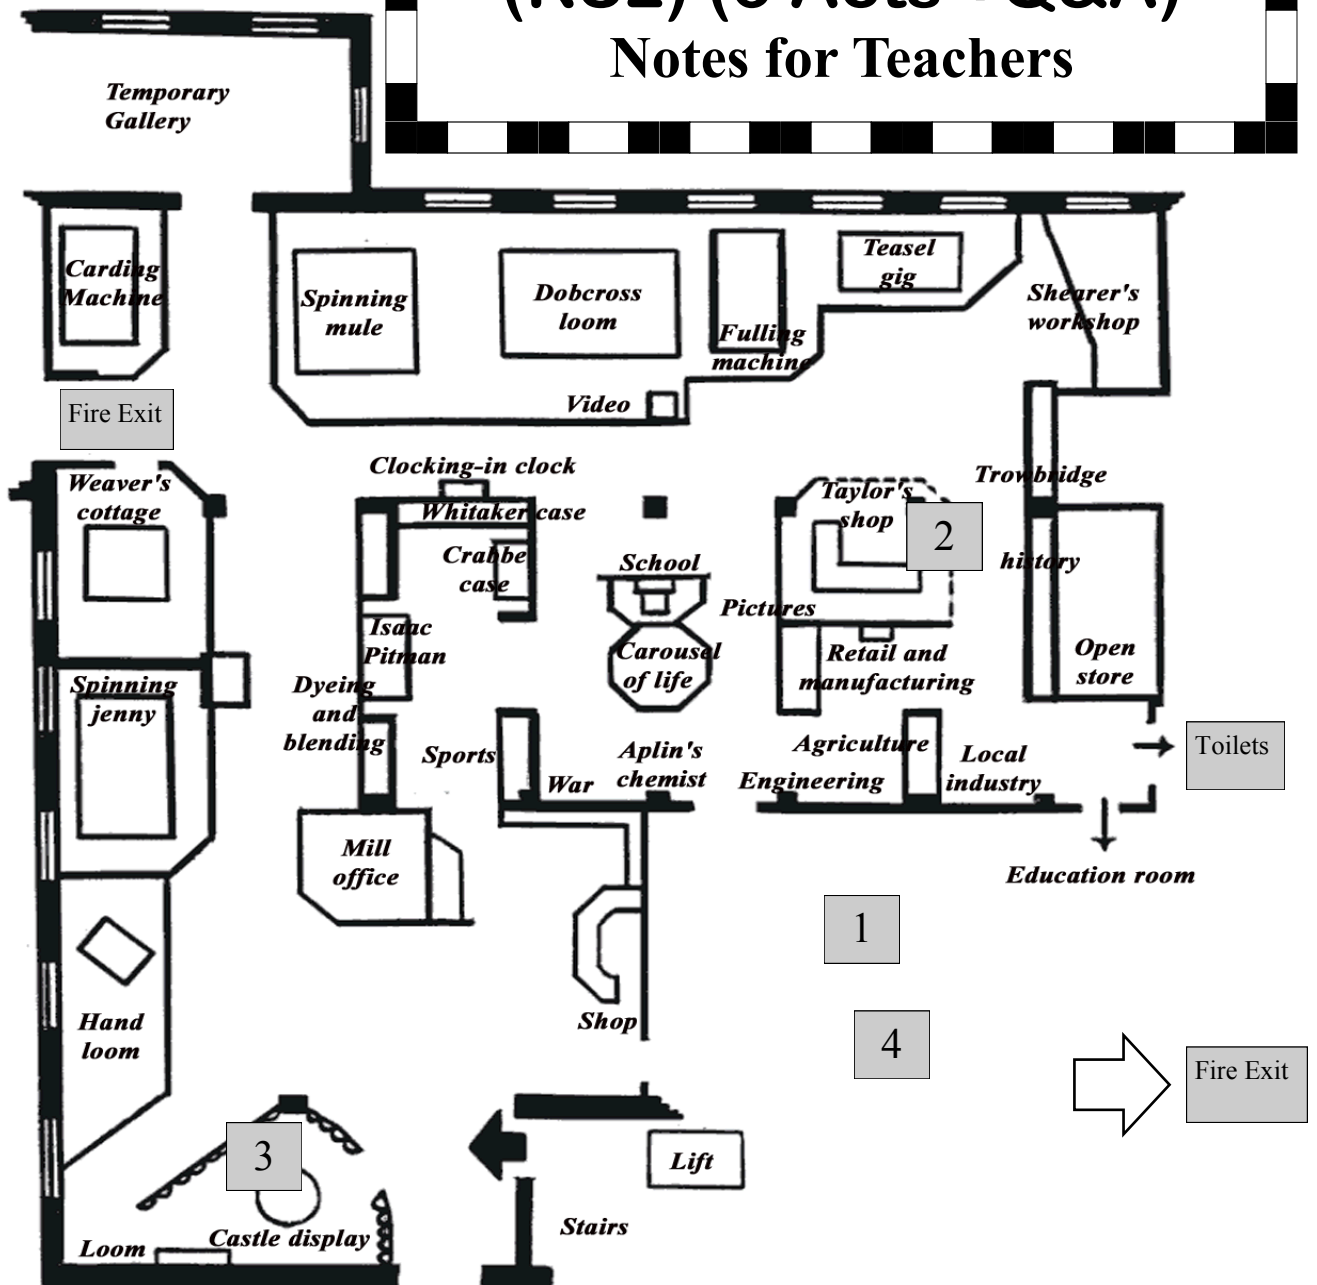 (KS2) (3 Acts + Q&A)
Notes for Teachers
Temporary
Gallery
Carding
Machine
Spinning
mule
Dobcross
loom
Fulling
machine
Teasel
gig
Shearer's
workshop
Video
Fire Exit
Weaver's
cottage
Clocking-in clock
Whitaker case
Crabbe
case
Taylor's
shop
2
Trowbridge
history
School
Pictures
Carousel
of life
Isaac
Pitman
Retail and
manufacturing
Open
store
Spinning
jenny
Dyeing
and
blending
Sports
War
Aplin's
chemist
Agriculture
Engineering
Local
industry
Toilets
Mill
office
Education room
1
Hand
loom
Shop
4
Fire Exit
3
Lift
Castle display
Stairs
Loom